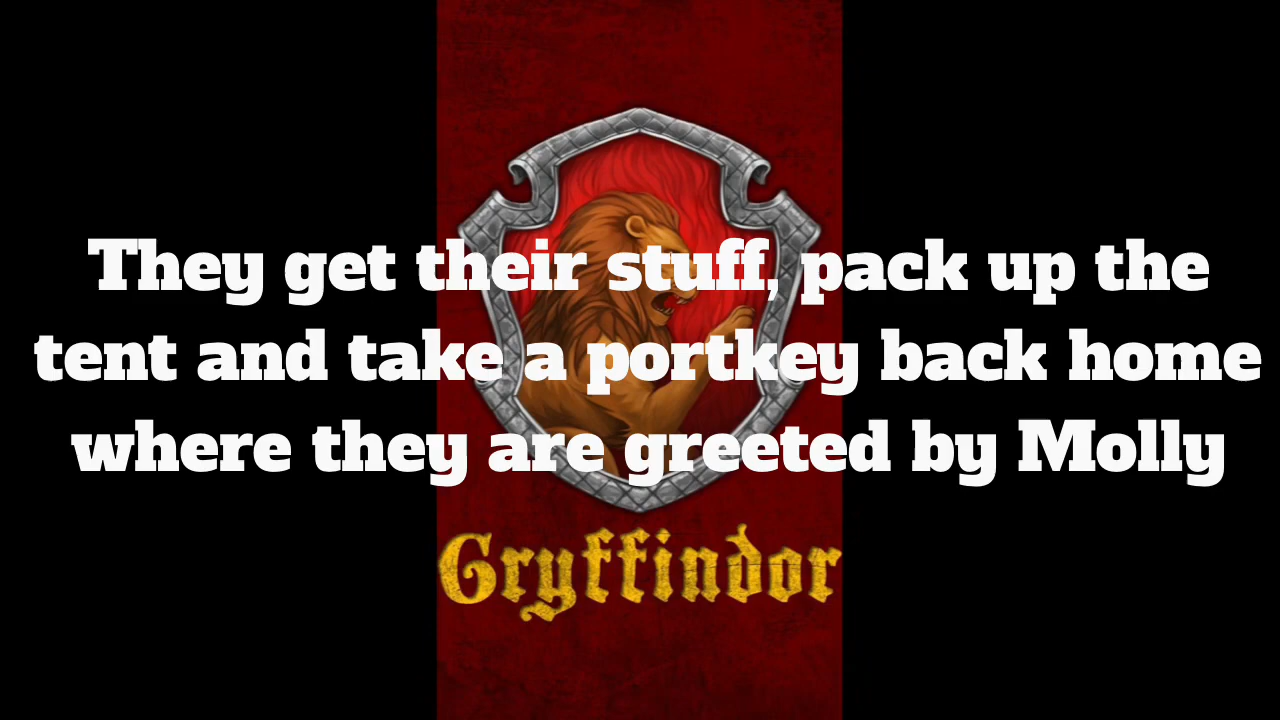 They get their stuff, pack up the
tent and take a portkey back home
where they are greeted by Molly
Gryffindor